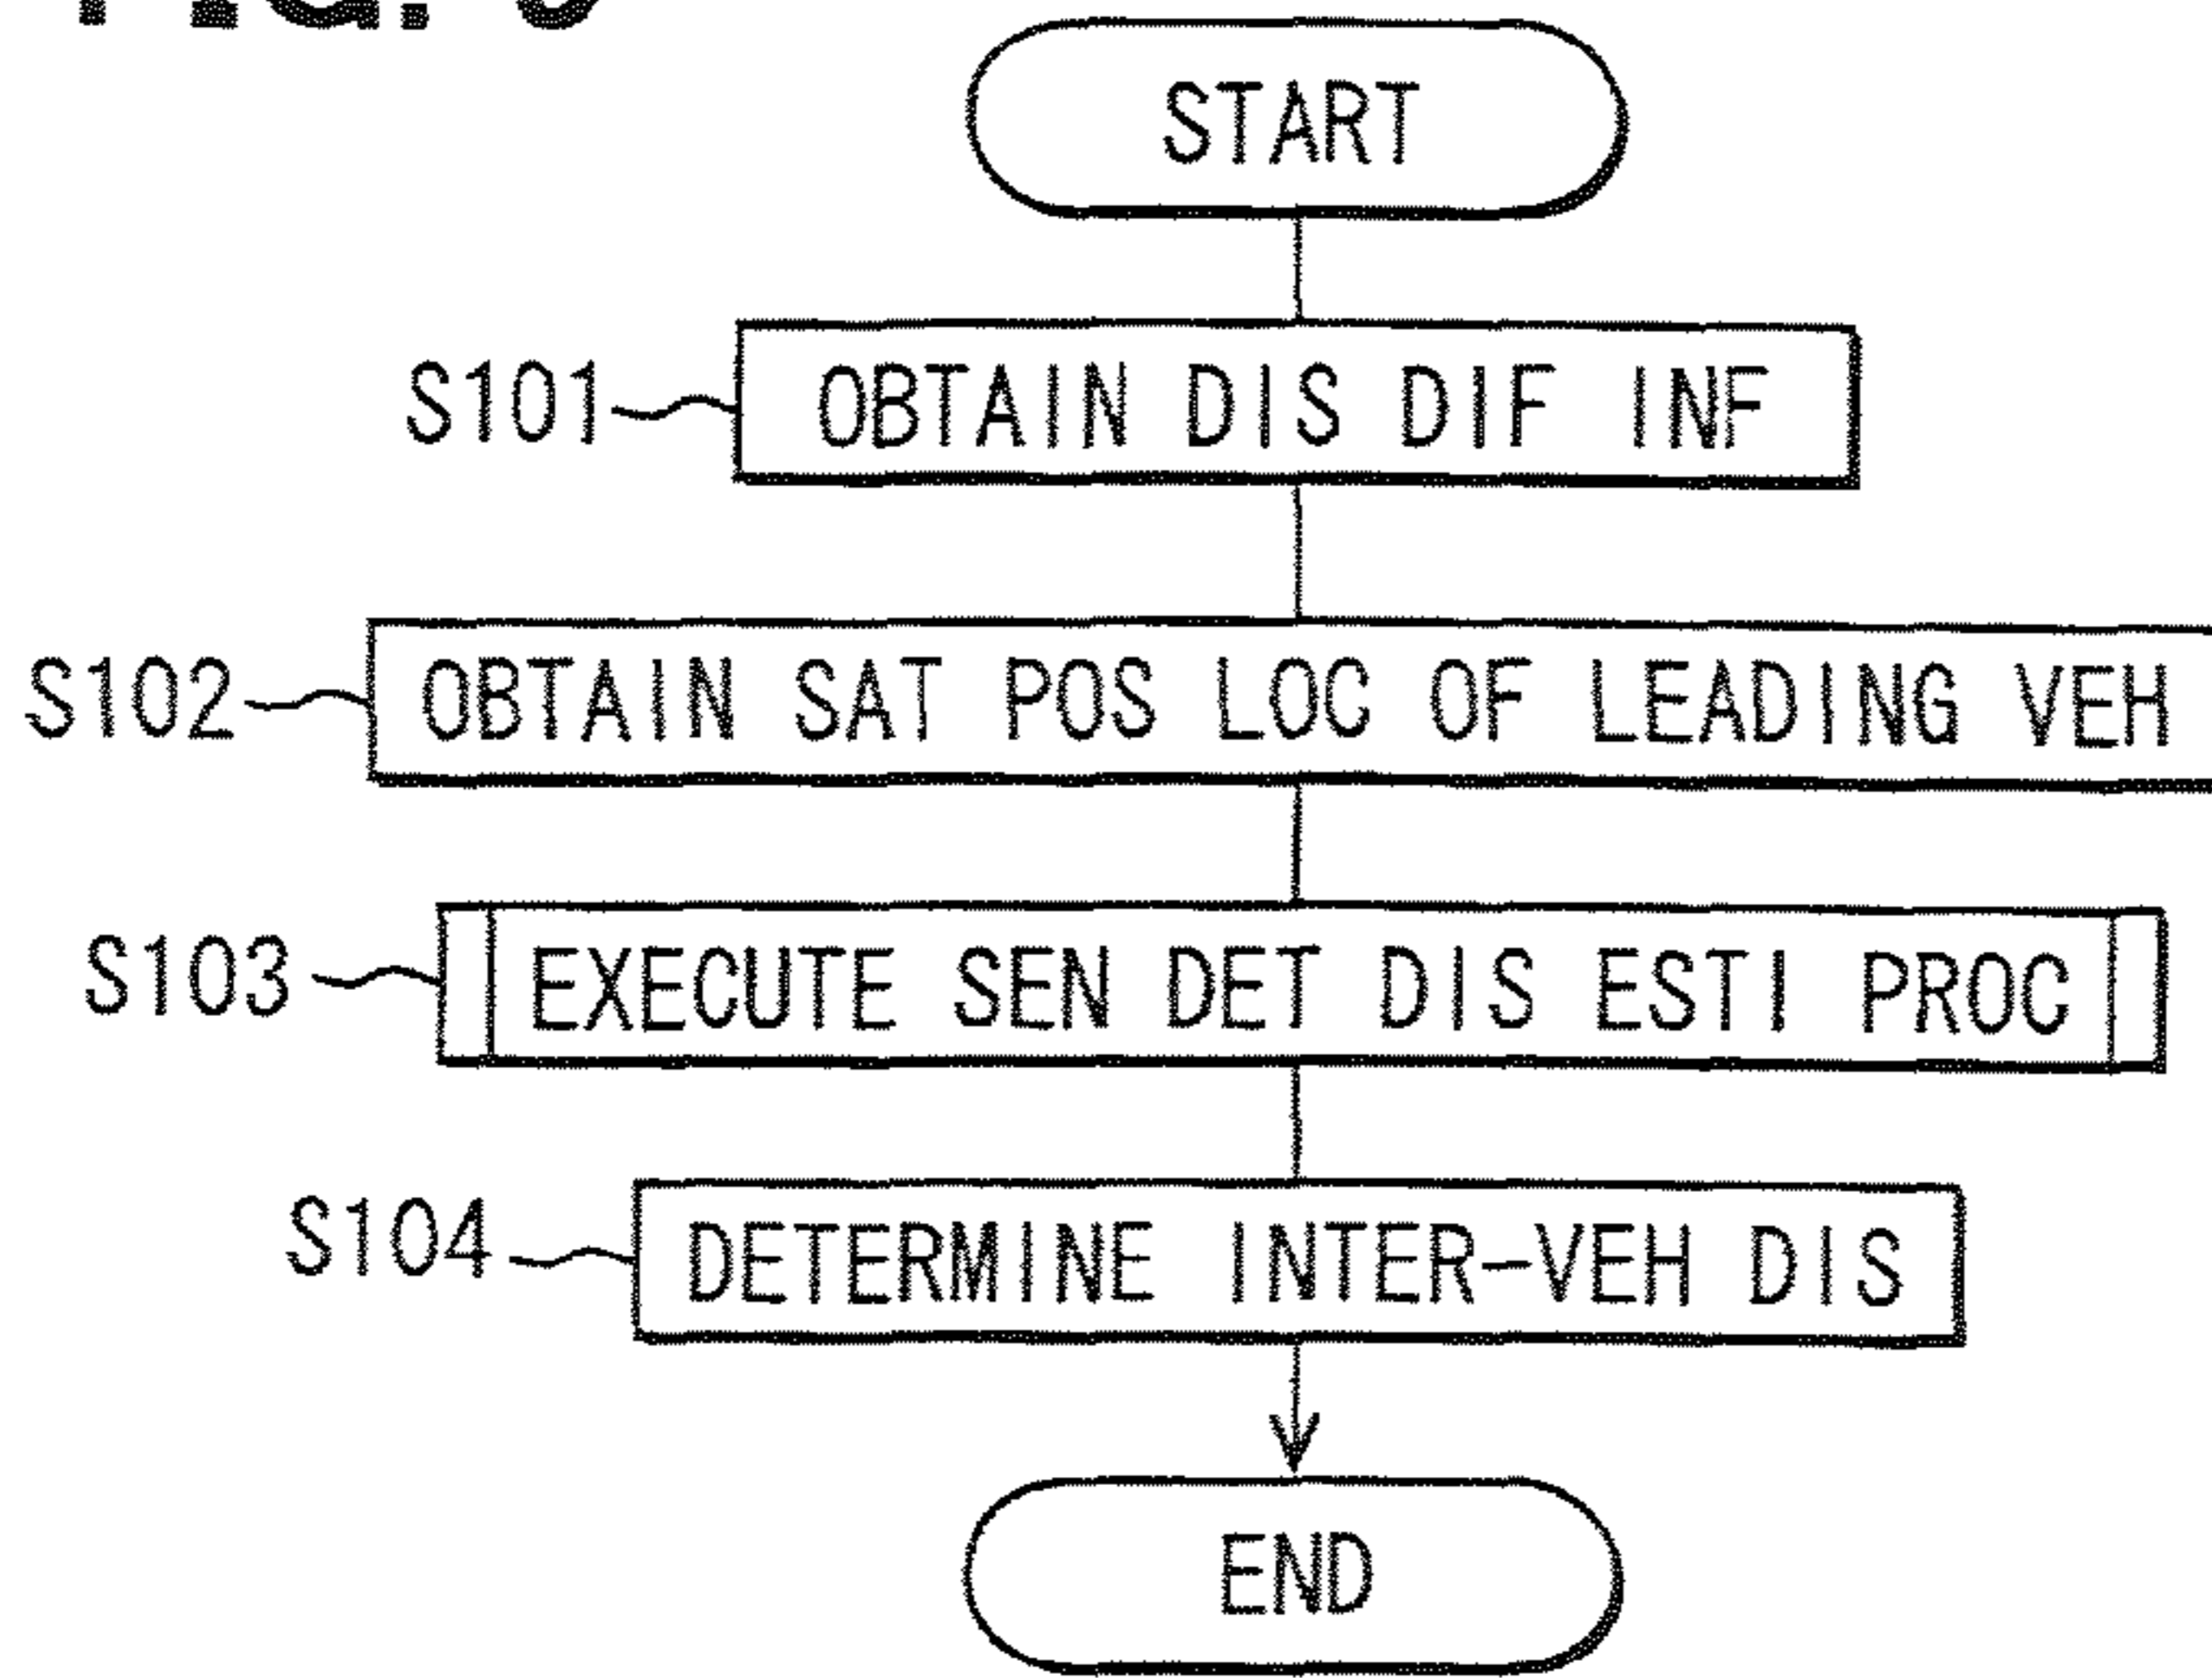 START
S101 OBTAIN DIS DIF INF
S102 OBTAIN SAT POS LOC OF LEADING VEH
S103 EXECUTE SEN DET DIS ESTI PROC
S104 DETERMINE INTER-VEH DIS
END